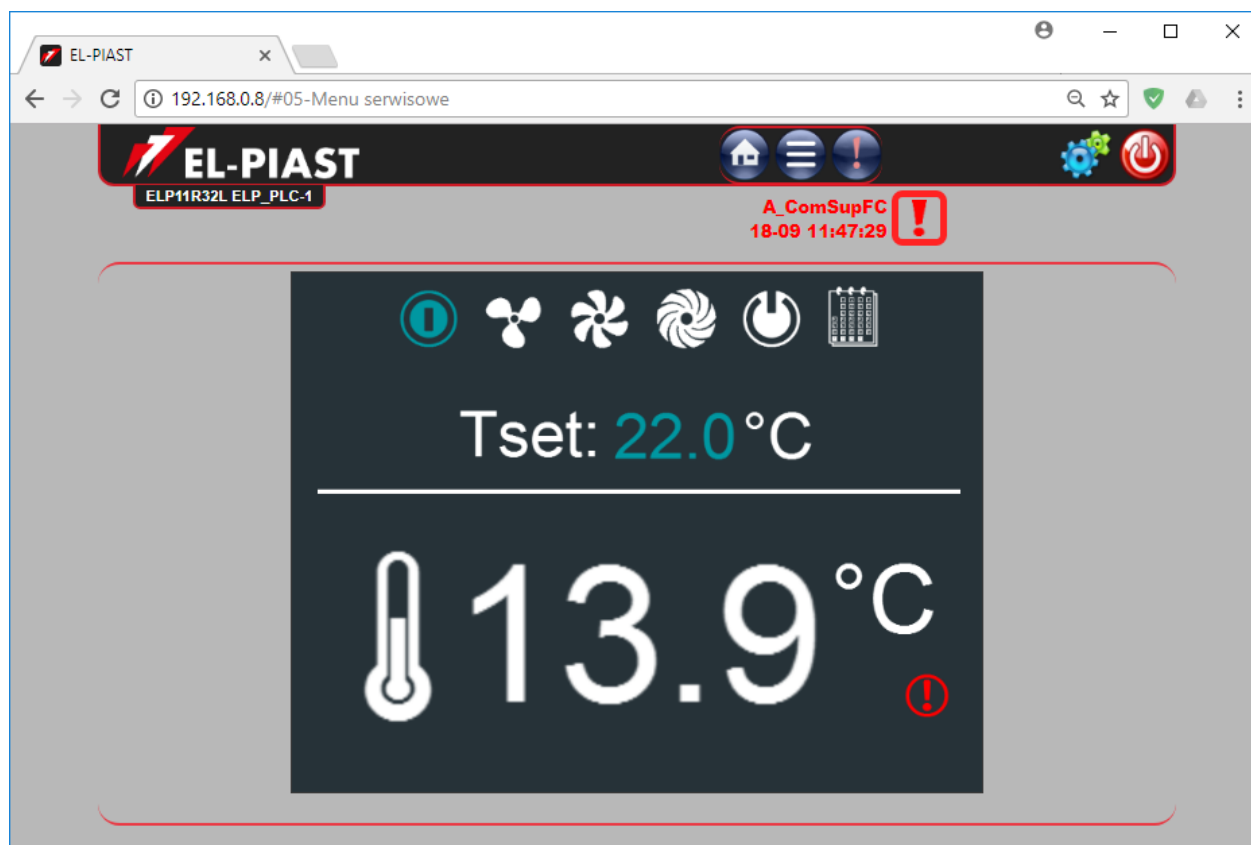 EL-PIAST
192.168.0.8/#05-Menu serwisowe
EL-PIAST
ELP11R32L ELP_PLC-1
A_ComSupFC
18-09 11:47:29
Tset: 22.0°C
13.9°C